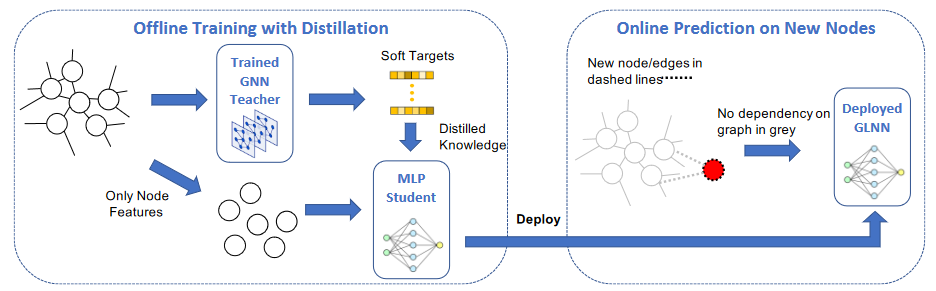 Offline Training with Distillation
Trained
GNN
Teacher
Soft Targets
Distilled
Knowledge
Only Node
Features
MLP
Student
Deploy
Online Prediction on New Nodes
New node/edges in
dashed lines
No dependency on
graph in grey
Deployed
GLNN